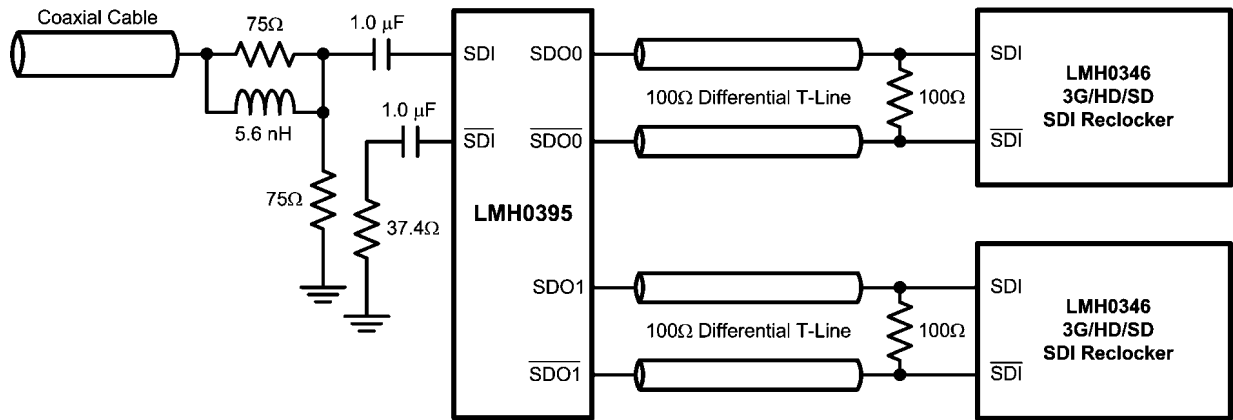 Coaxial Cable
75Ω
5.6 nH
75Ω
1.0 µF
1.0 µF
37.4Ω
SDI
SDI
SDO0
SDO0
LMH0395
SDO1
SDO1
100Ω Differential T-Line
100Ω
SDI
SDI
LMH0346
3G/HD/SD
SDI Reclocker
100Ω Differential T-Line
100Ω
SDI
SDI
LMH0346
3G/HD/SD
SDI Reclocker